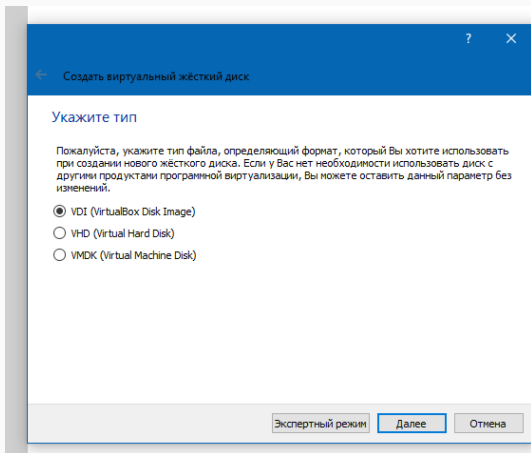 ?
Создать виртуальный жёсткий диск
Укажите тип
Пожалуйста, укажите тип файла, определяющий формат, который Вы хотите использовать
при создании нового жёсткого диска. Если у Вас нет необходимости использовать диск с
другими продуктами программной виртуализации, Вы можете оставить данный параметр без
изменений.
VDI (VirtualBox Disk Image)
VHD (Virtual Hard Disk)
VMDK (Virtual Machine Disk)
Экспертный режим Далее Отмена